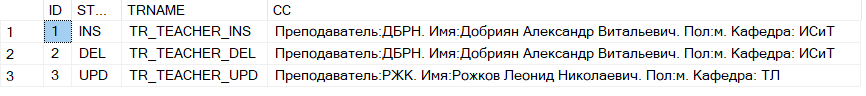 ID ST... TRNAME CC
1 1 INS TR_TEACHER_INS Преподаватель:ДБРН. Имя:Добриян Александр Витальевич. Пол:м. Кафедра: ИСиТ
2 2 DEL TR_TEACHER_DEL Преподаватель:ДБРН. Имя:Добриян Александр Витальевич. Пол:м. Кафедра: ИСиТ
3 3 UPD TR_TEACHER_UPD Преподаватель:РЖК. Имя:Рожков Леонид Николаевич. Пол:м. Кафедра: ТЛ